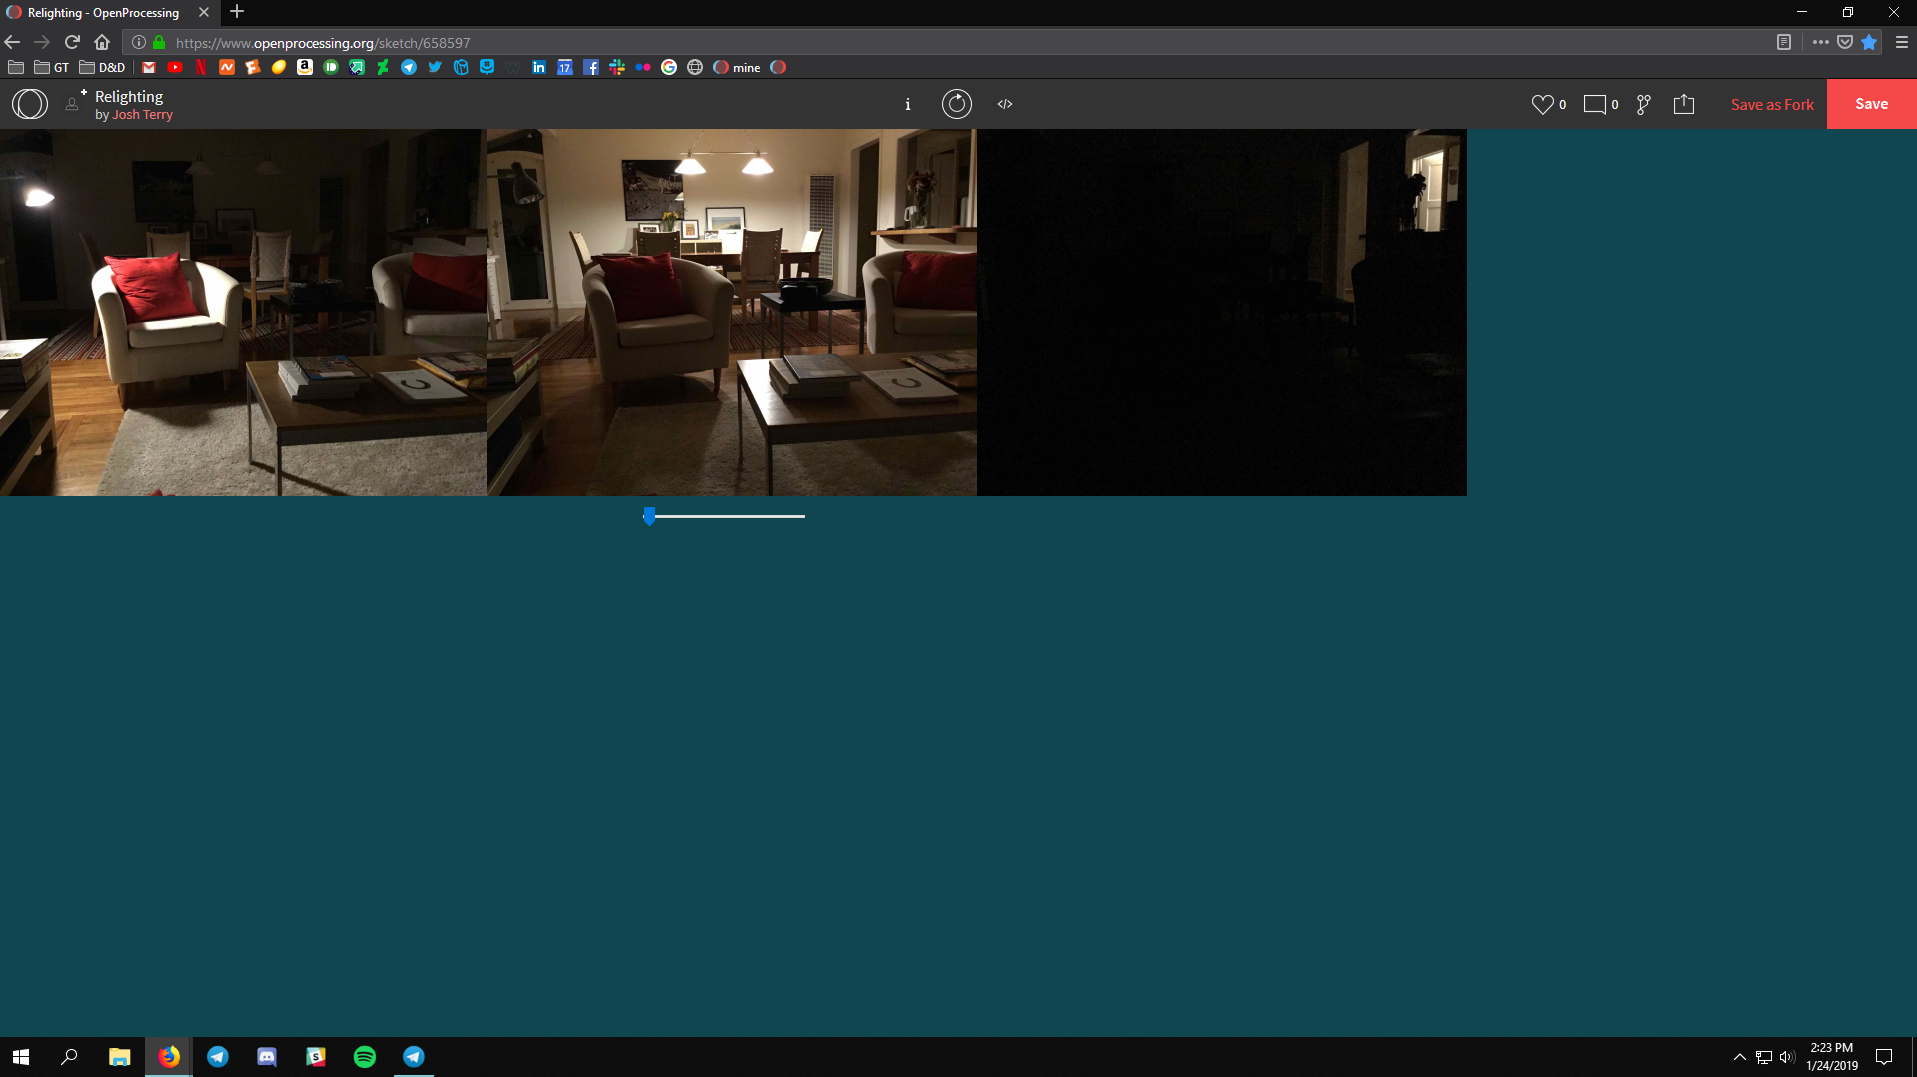 Relighting - OpenProcessing
https://www.openprocessing.org/sketch/658597
GT
D&D
17
mine
Relighting
by Josh Terry
i
</>
0
0
Save as Fork
Save
2:23 PM
1/24/2019